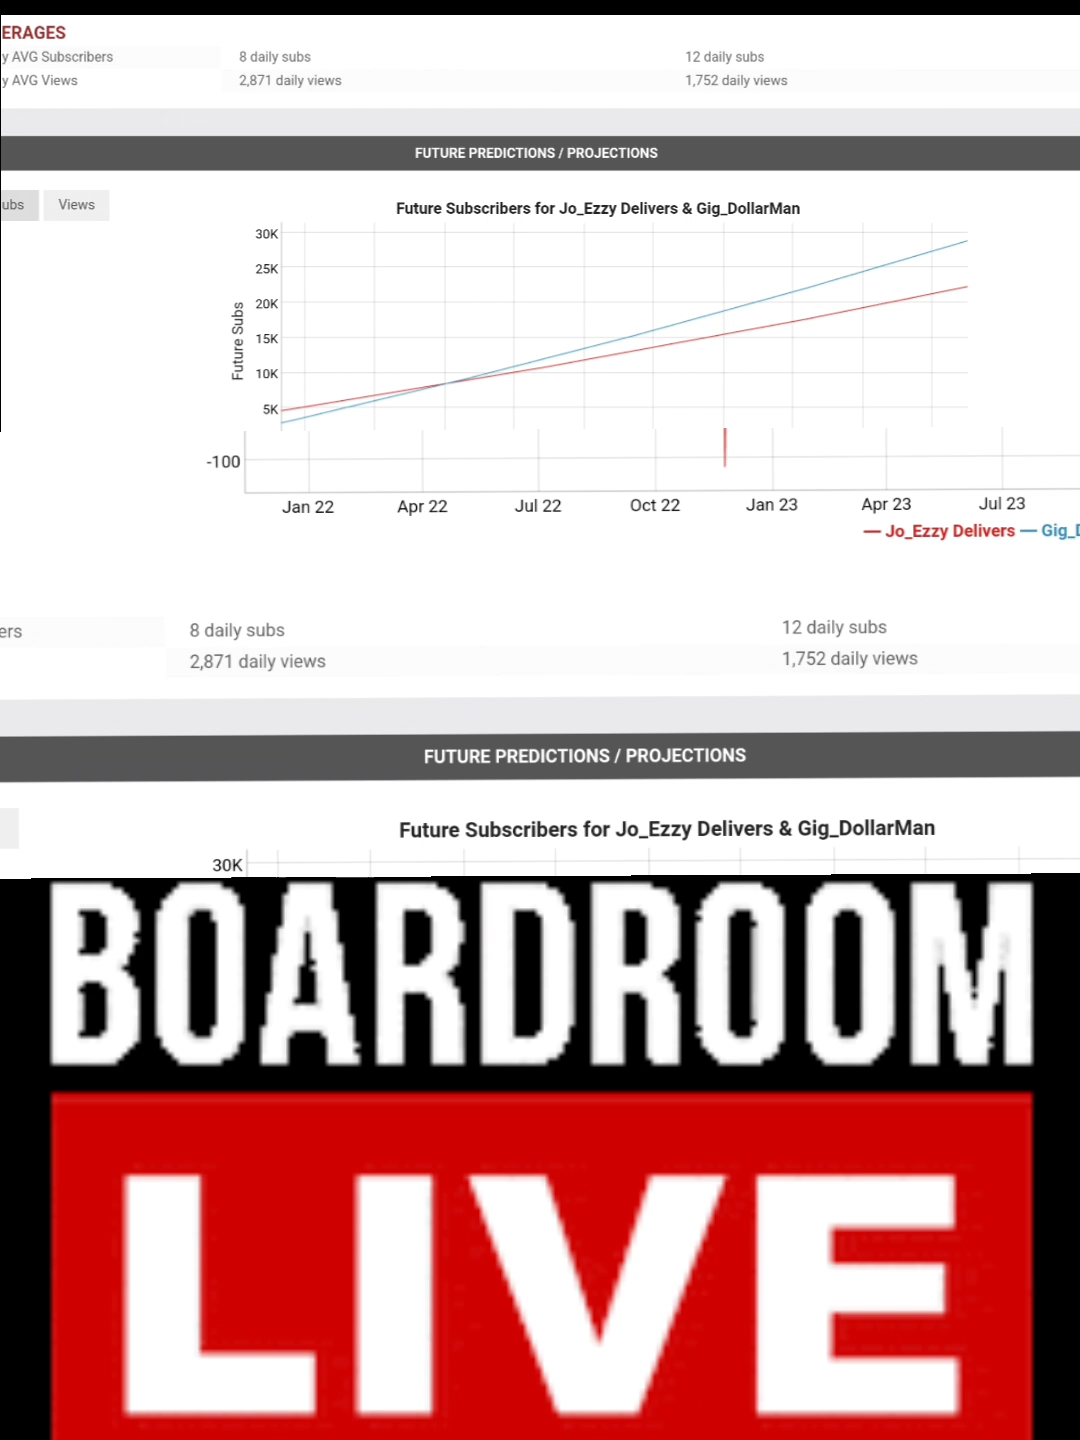 ERAGES
y AVG Subscribers 8 daily subs 12 daily subs
y AVG Views 2,871 daily views 1,752 daily views
FUTURE PREDICTIONS / PROJECTIONS
ubs Views
Future Subscribers for Jo_Ezzy Delivers & Gig_DollarMan
30K
25K
20K
15K
10K
5K
Future Subs
-100
Jan 22 Apr 22 Jul 22 Oct 22 Jan 23 Apr 23 Jul 23
Jo_Ezzy Delivers Gig_D
ers 8 daily subs 12 daily subs
2,871 daily views 1,752 daily views
FUTURE PREDICTIONS / PROJECTIONS
Future Subscribers for Jo_Ezzy Delivers & Gig_DollarMan
30K
BOARDROOM
LIVE